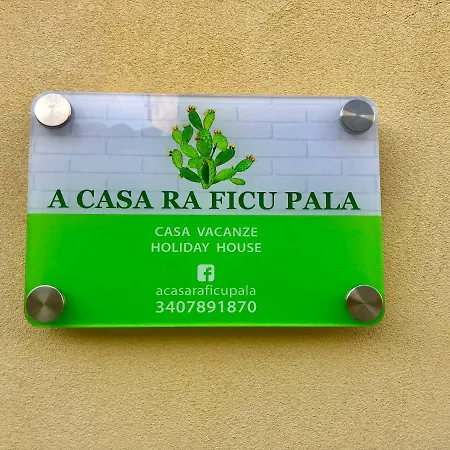 A CASA RA FICU PALA
CASA VACANZE
HOLIDAY HOUSE
acasaraficupala
3407891870